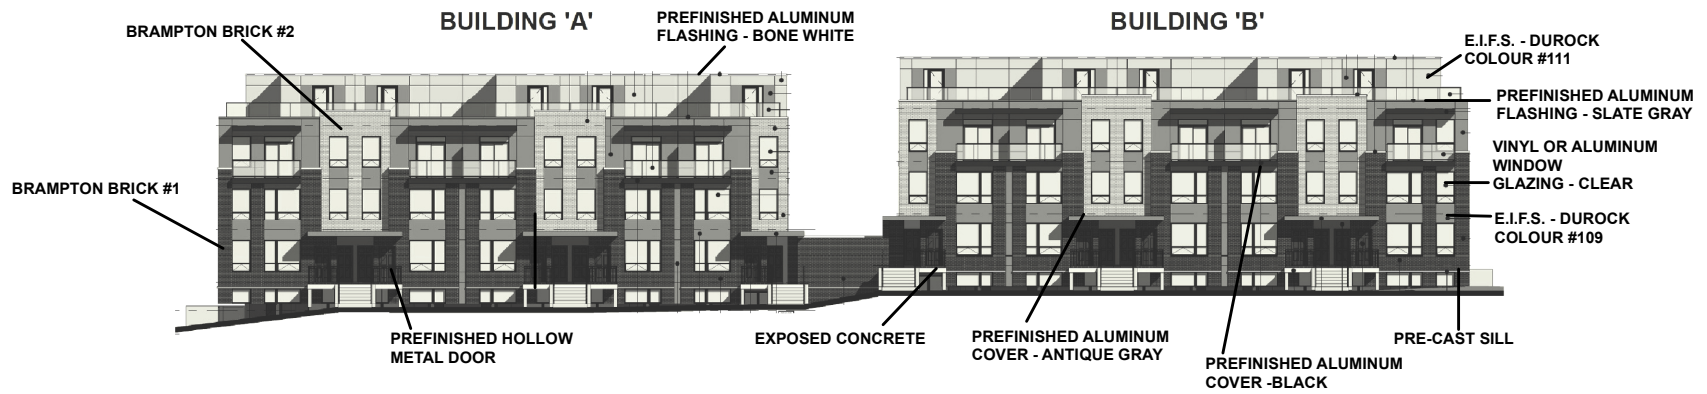 BUILDING 'A'
BUILDING 'B'
BRAMPTON BRICK #2
PREFINISHED ALUMINUM
FLASHING - BONE WHITE
E.I.F.S. - DUROCK
COLOUR #111
PREFINISHED ALUMINUM
FLASHING - SLATE GRAY
VINYL OR ALUMINUM
WINDOW
GLAZING - CLEAR
BRAMPTON BRICK #1
E.I.F.S. - DUROCK
COLOUR #109
PREFINISHED HOLLOW
METAL DOOR
EXPOSED CONCRETE
PREFINISHED ALUMINUM
COVER - ANTIQUE GRAY
PREFINISHED ALUMINUM
COVER -BLACK
PRE-CAST SILL